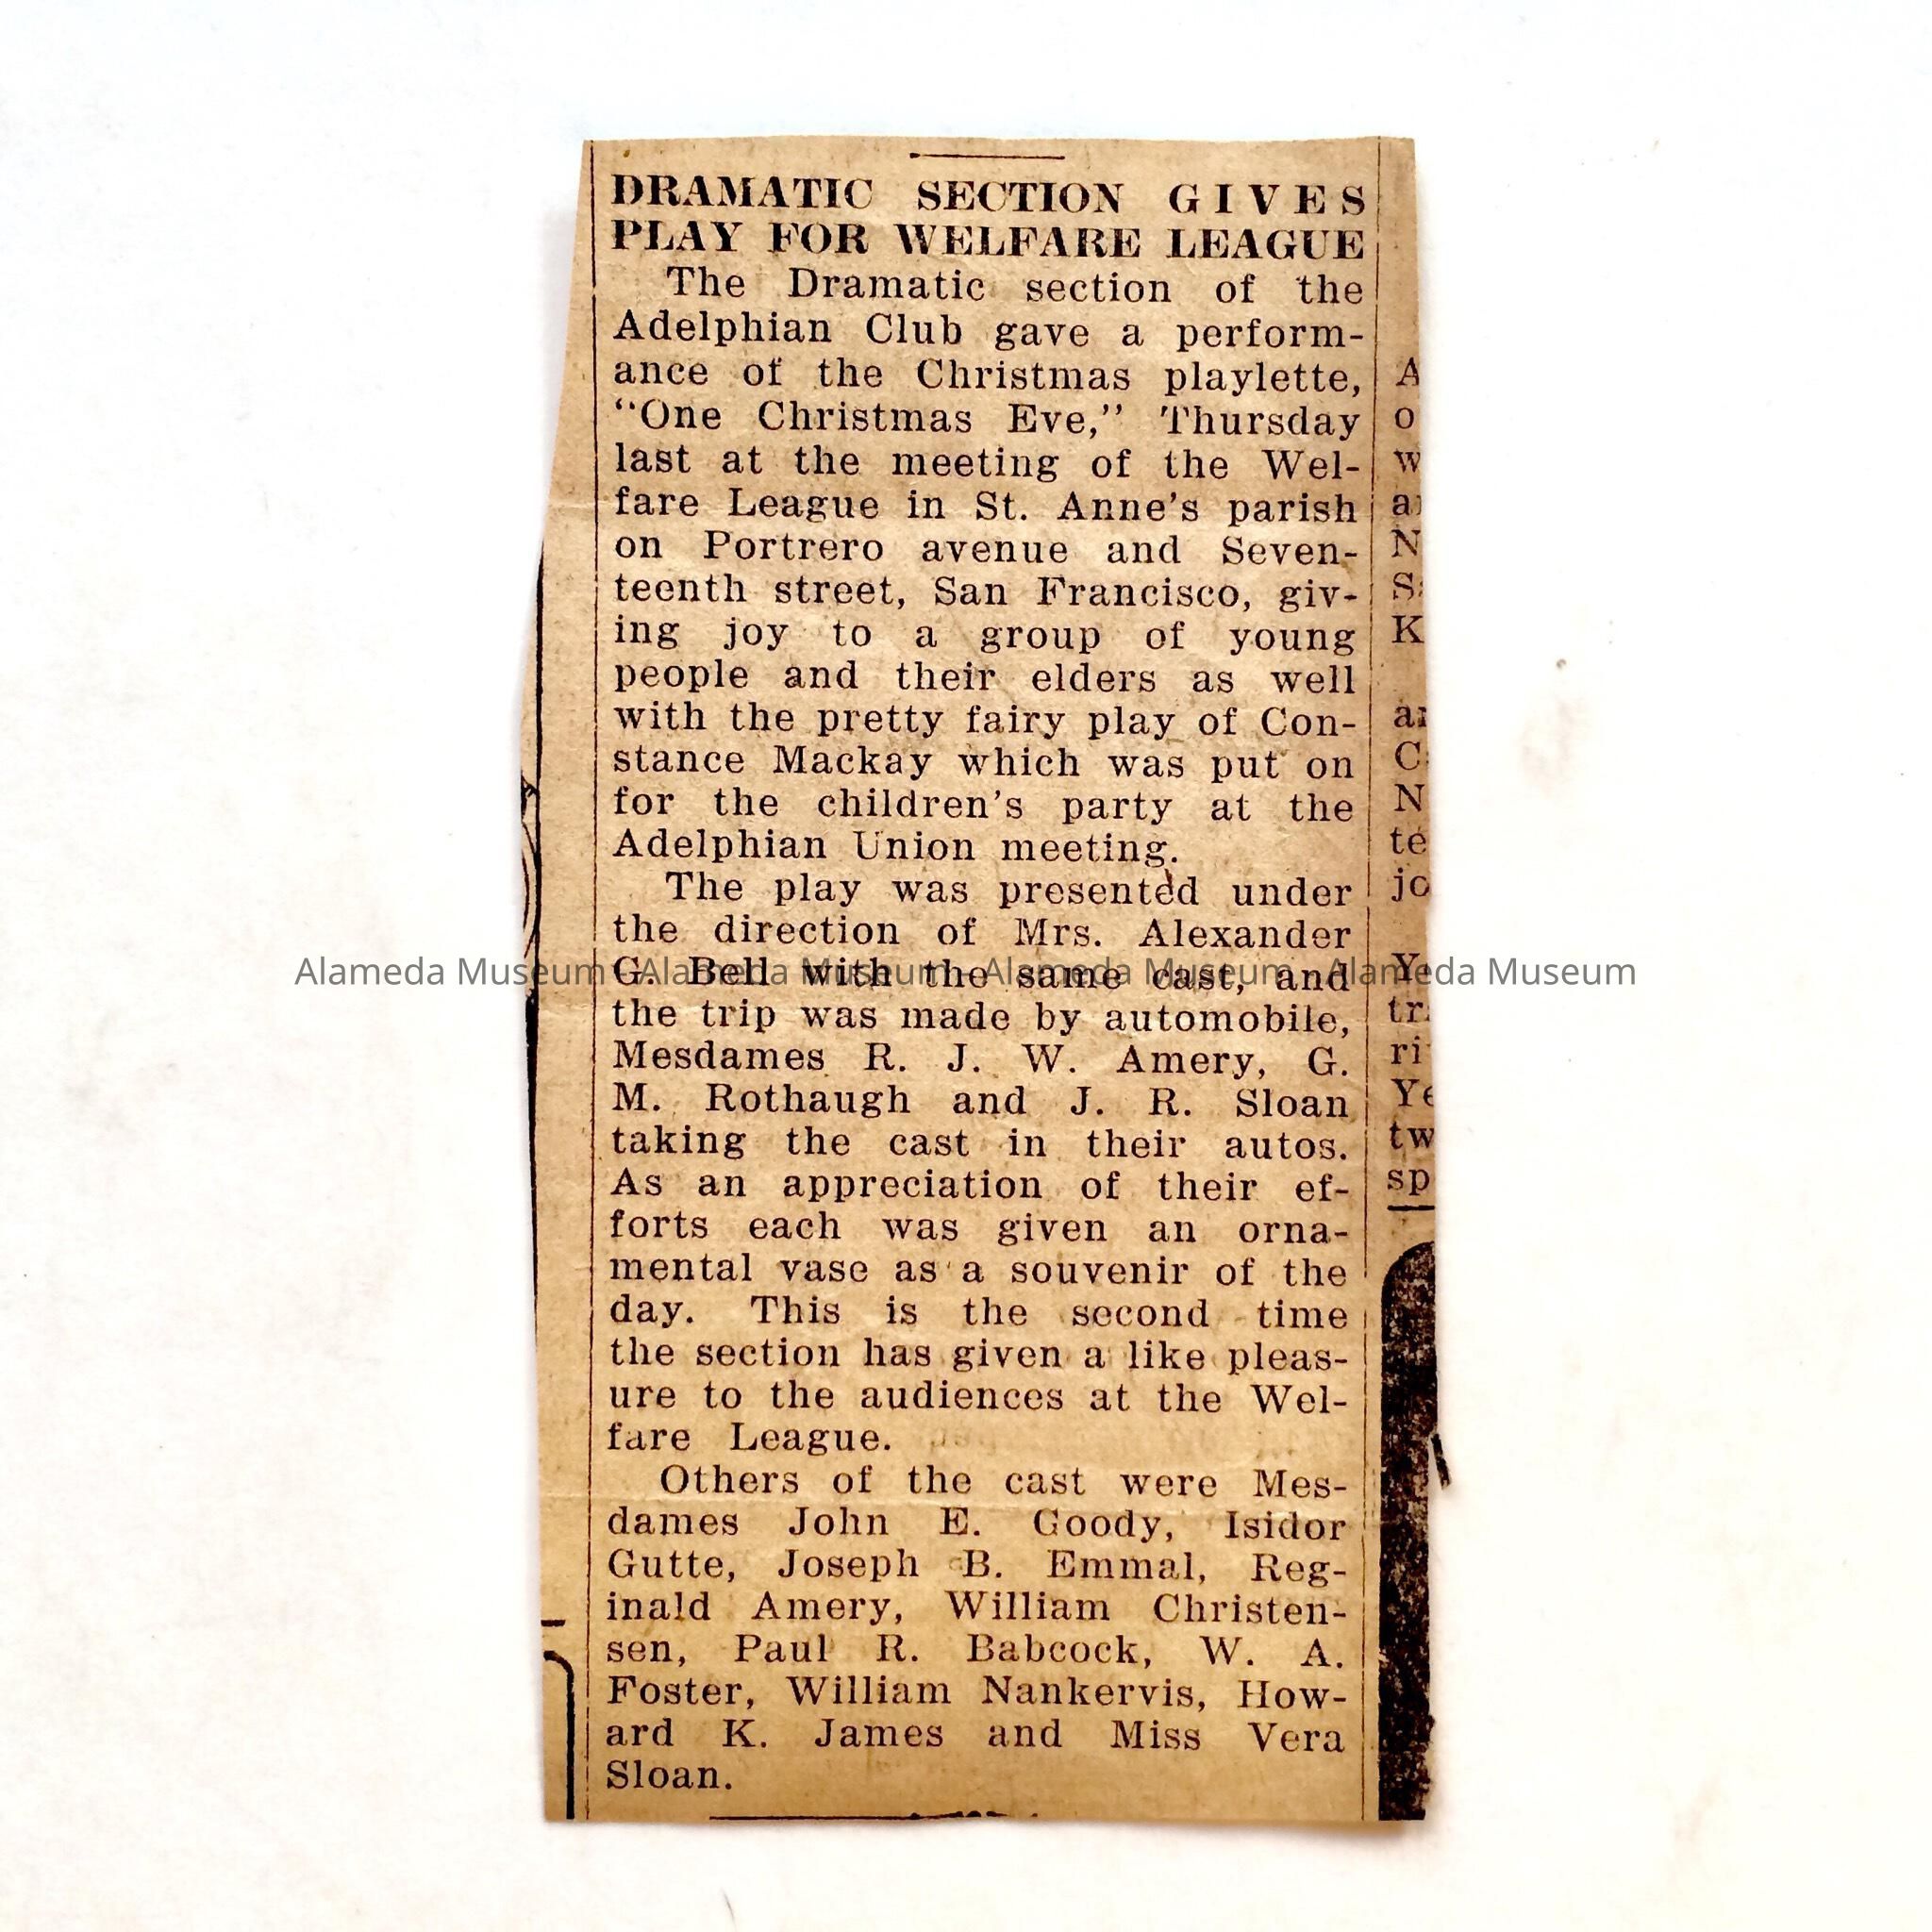 DRAMATIC SECTION GIVES
PLAY FOR WELFARE LEAGUE
The Dramatic section of the
Adelphian Club gave a perform-
ance of the Christmas playlette,
“One Christmas Eve,” Thursday
last at the meeting of the Wel-
fare League in St. Anne's parish
on Portrero avenue and Seven-
teenth street, San Francisco, giv-
ing joy to a group of young
people and their elders as well
with the pretty fairy play of Con-
stance Mackay which was put on
for the children's party at the
Adelphian Union meeting.
The play was presented under
the direction of Mrs. Alexander
G. Bell with the same cast, and
the trip was made by automobile,
Mesdames R. J. W. Amery, G.
M. Rothaugh and J. R. Sloan
taking the cast in their autos.
As an appreciation of their ef-
forts each was given an orna-
mental vase as a souvenir of the
day. This is the second time
the section has given a like pleas-
ure to the audiences at the Wel-
fare League.
Others of the cast were Mes-
dames John E. Goody, Isidor
Gutte, Joseph B. Emmal, Reg-
inald Amery, William Christen-
sen, Paul R. Babcock, W. A.
Foster, William Nankervis, How-
ard K. James and Miss Vera
Sloan.
Alameda Museum - Alameda Museum - Alameda Museum - Alameda Museum